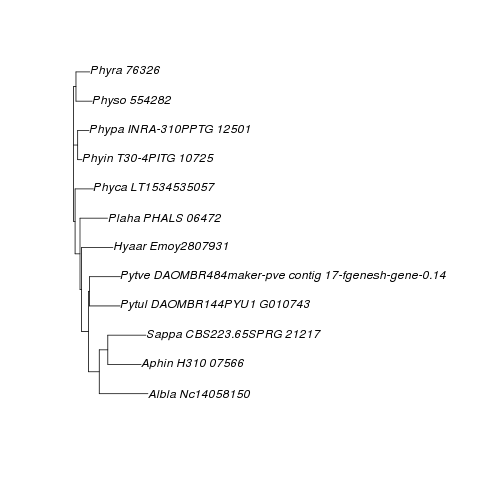 Phyra 76326
Physo 554282
Phypa INRA-310PPTG 12501
Phyin T30-4PITG 10725
Phyca LT1534535057
Plaha PHALS 06472
Hyaar Emoy2807931
Pytve DAOMBR484maker-pve contig 17-fgenesh-gene-0.14
Pytul DAOMBR144PYU1 G010743
Sappa CBS223.65SPRG 21217
Aphin H310 07566
Albla Nc14058150